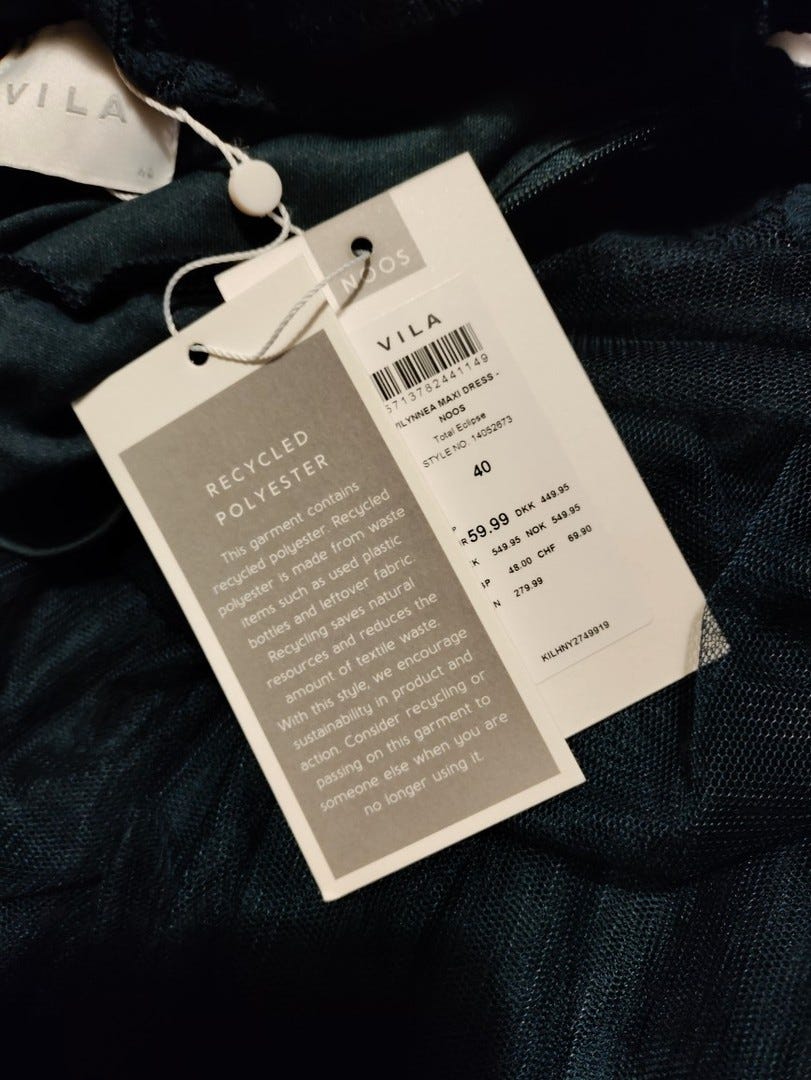 VILA
NOOS
VILA
5713782441149
LYNNEA MAXI DRESS -
NOOS
Total Eclipse
STYLE NO. 14052673
40
P
R 59.99 DKK 449.95
K 549.95 NOK 549.95
P 48.00 CHF 69.90
N 279.99
KILHNY2749919
RECYCLED
POLYESTER
This garment contains
recycled polyester. Recycled
polyester is made from waste
items such as used plastic
bottles and leftover fabric.
Recycling saves natural
resources and reduces the
amount of textile waste.
With this style, we encourage
sustainability in product and
action. Consider recycling or
passing on this garment to
someone else when you are
no longer using it.